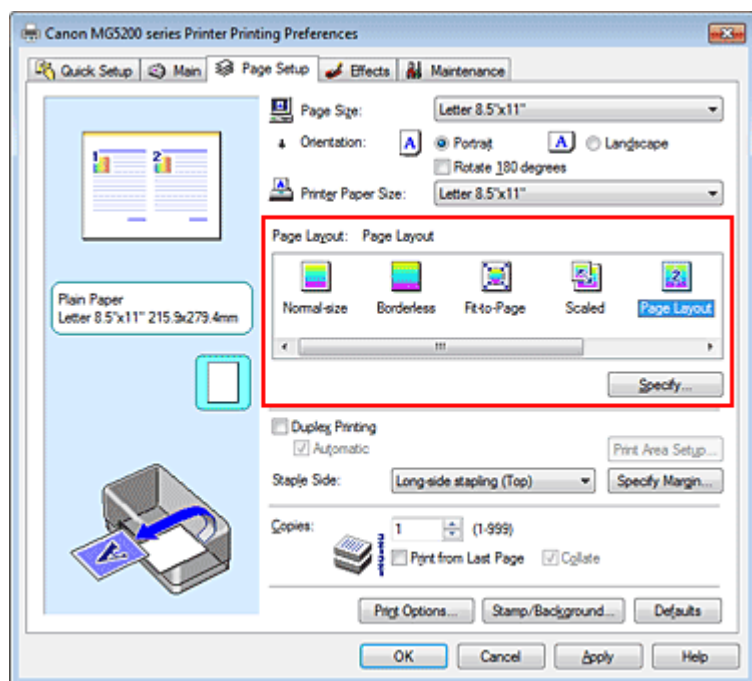 Canon MG5200 series Printer Printing Preferences
Quick Setup Main Page Setup Effects Maintenance
Page Size: Letter 8.5"x11"
Orientation: A Portrait A Landscape
Rotate 180 degrees
Printer Paper Size: Letter 8.5"x11"
1 2
Page Layout: Page Layout
Normal-size Borderless Fit-to-Page Scaled Page Layout
Plain Paper
Letter 8.5"x11" 215.9x279.4mm
Specify...
Duplex Printing
Automatic Print Area Setup...
Staple Side: Long-side stapling (Top) Specify Margin...
Copies: 1 (1-999)
Print from Last Page Collate
Print Options... Stamp/Background... Defaults
OK Cancel Apply Help